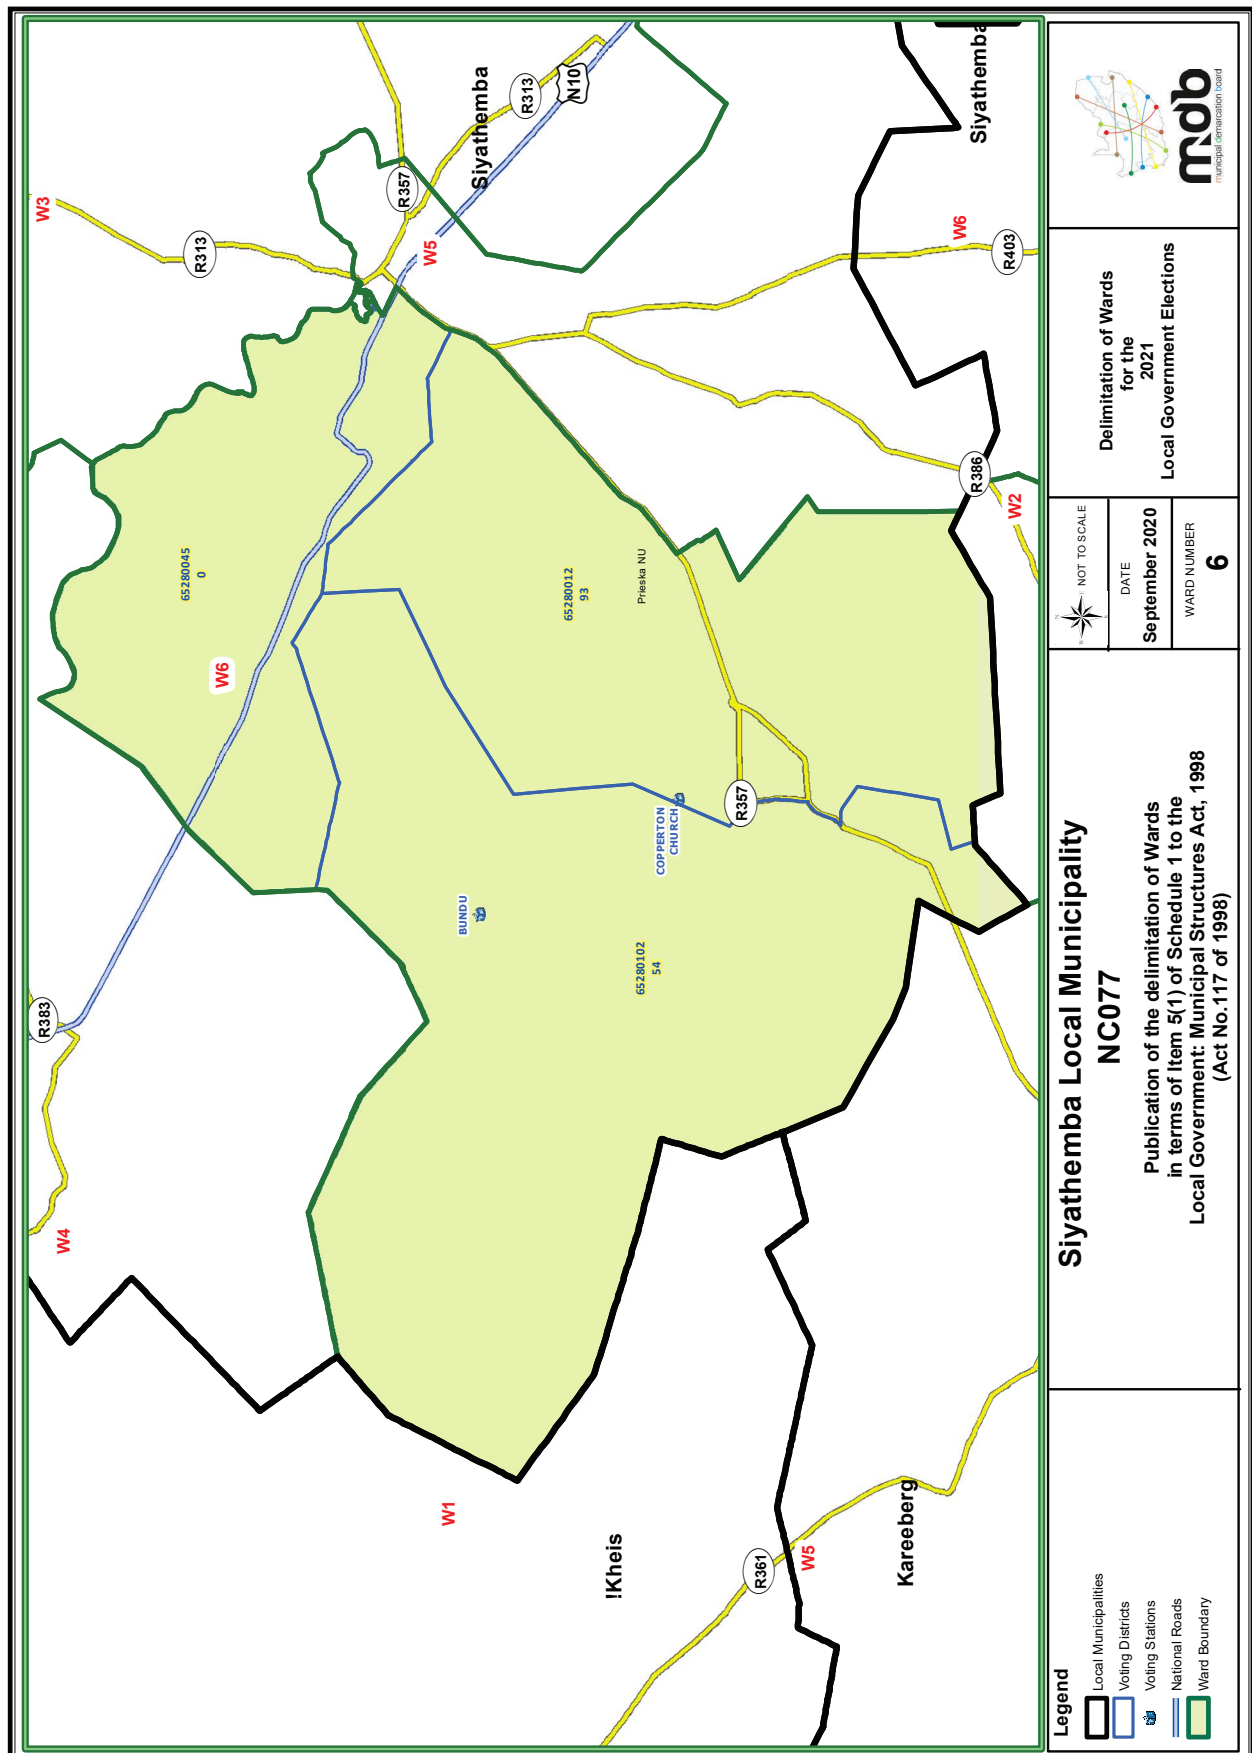 W3
R313
R357
Siyathemba
R313
N10
W5
Siyathemba
W6
R403
R386
W2
65280045
0
W6
65280012
93
Prieska NU
COPPERTON
CHURCH
R357
BUNDU
65280102
54
R383
W4
W1
!Kheis
R361
W5
Kareeberg
Legend
Local Municipalities
Voting Districts
Voting Stations
National Roads
Ward Boundary
Siyathemba Local Municipality
NC077
Publication of the delimitation of Wards
in terms of Item 5(1) of Schedule 1 to the
Local Government: Municipal Structures Act, 1998
(Act No.117 of 1998)
N
W
E
S
NOT TO SCALE
DATE
September 2020
WARD NUMBER
6
Delimitation of Wards
for the
2021
Local Government Elections
mdb
municipal demarcation board